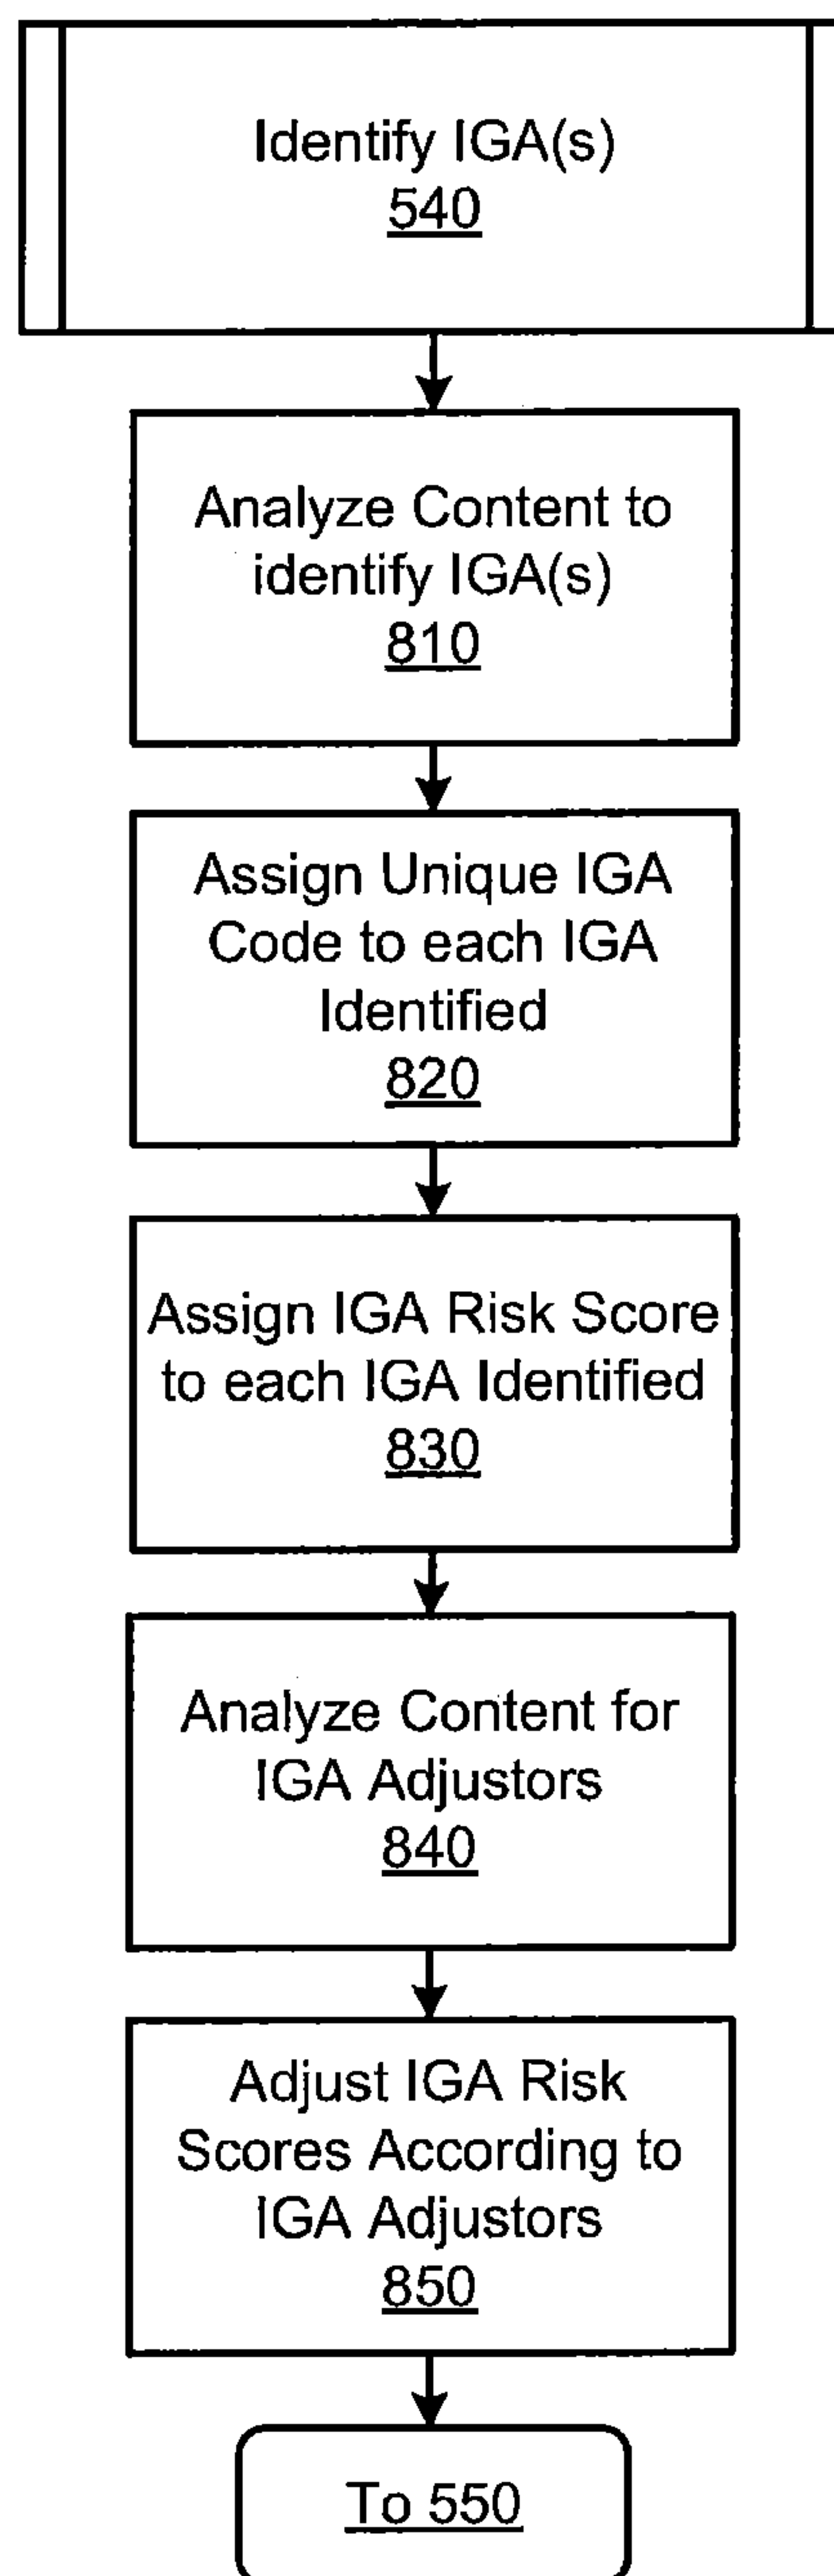 Identify IGA(s)
540
Analyze Content to
identify IGA(s)
810
Assign Unique IGA
Code to each IGA
Identified
820
Assign IGA Risk Score
to each IGA Identified
830
Analyze Content for
IGA Adjustors
840
Adjust IGA Risk
Scores According to
IGA Adjustors
850
To 550